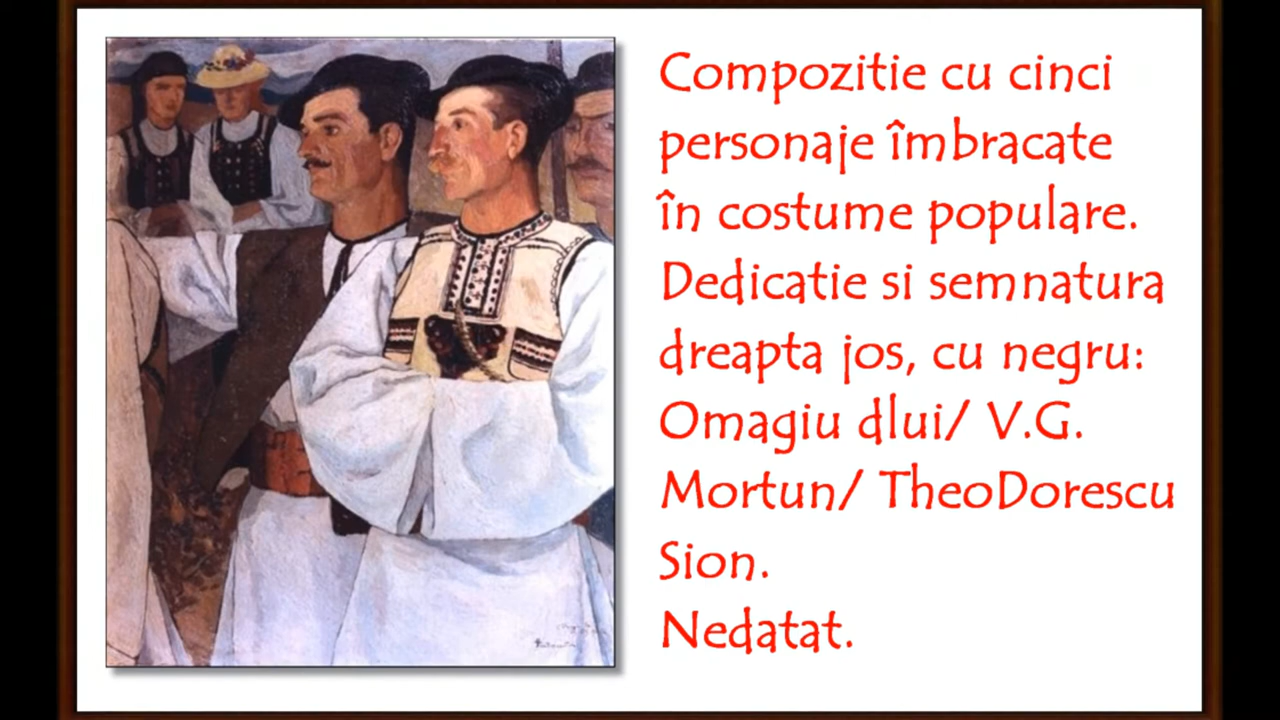 Compozitie cu cinci
personaje îmbracate
în costume populare.
Dedicatie si semnatura
dreapta jos, cu negru:
Omagiu dlui/ V.G.
Mortun/ TheoDorescu
Sion.
Nedatat.